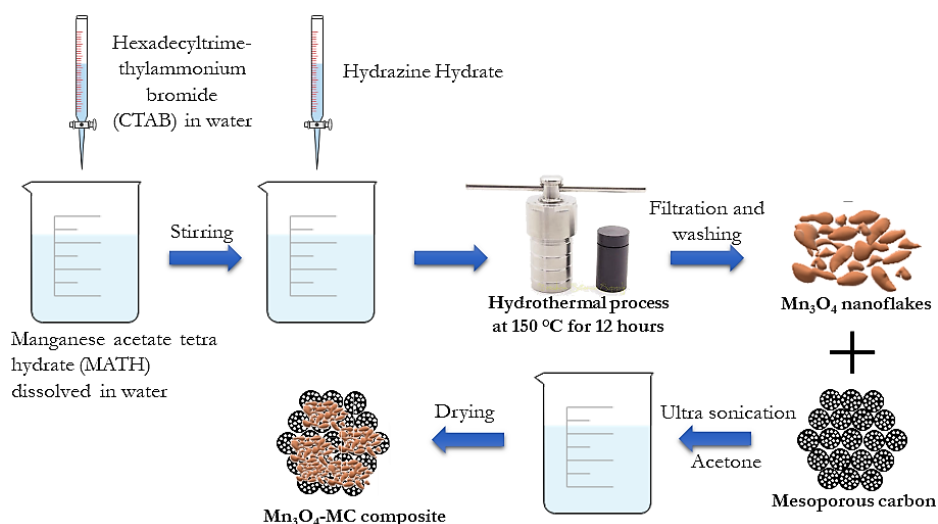 Hexadecyltrime-
thylammonium
bromide
(CTAB) in water
Hydrazine Hydrate
Stirring
Filtration and
washing
Hydrothermal process
at 150 ⁰C for 12 hours
Mn₃O₄ nanoflakes
Manganese acetate tetra
hydrate (MATH)
dissolved in water
+
Drying
Ultra sonication
Acetone
Mesoporous carbon
Mn₃O₄-MC composite